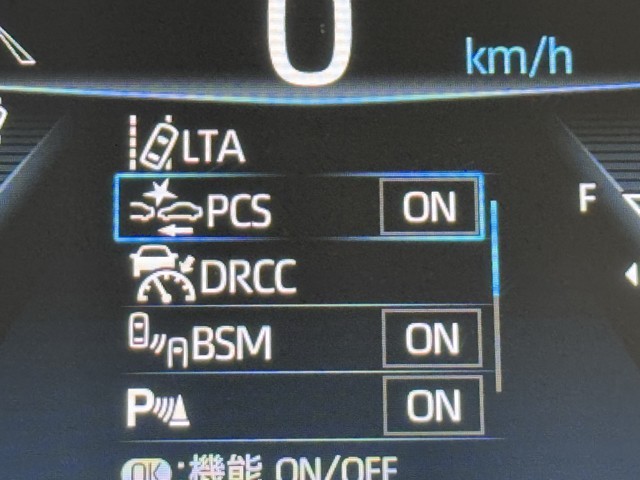 0
km/h
LTA
PCS ON
F
DRCC
BSM ON
P ON
OK:機能 ON/OFF